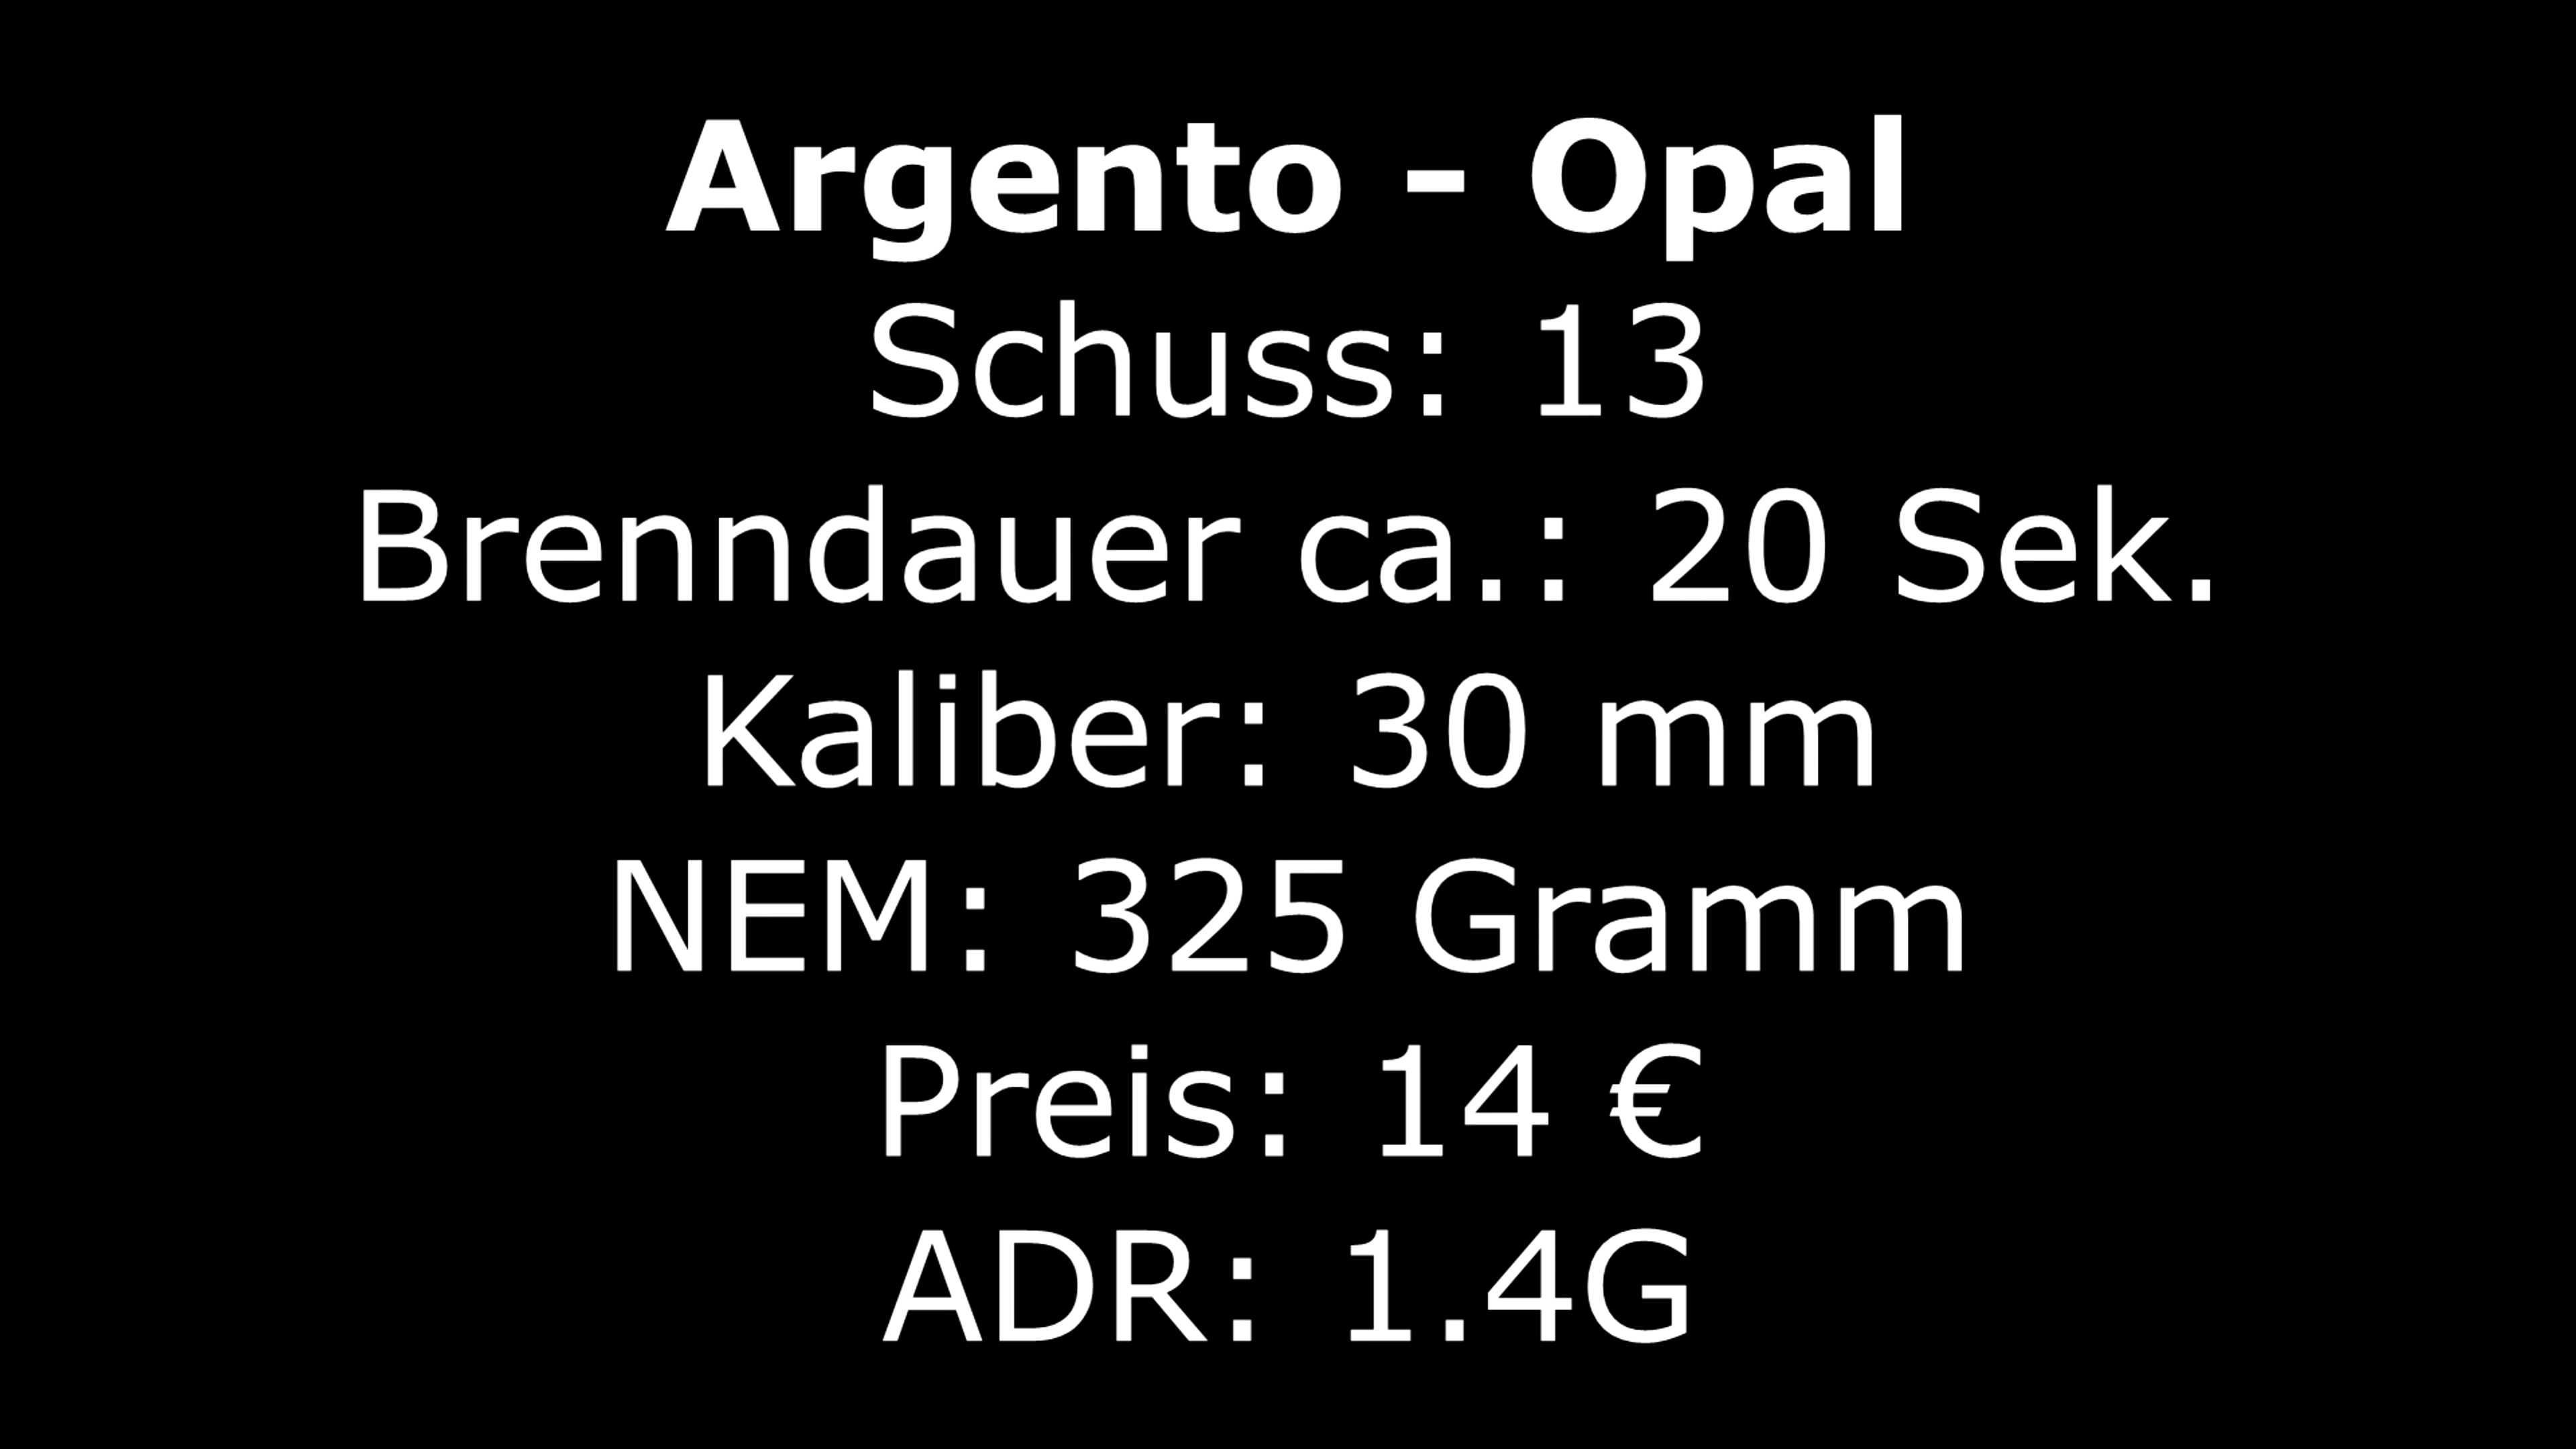 Argento - Opal
Schuss: 13
Brenndauer ca.: 20 Sek.
Kaliber: 30 mm
NEM: 325 Gramm
Preis: 14 €
ADR: 1.4G